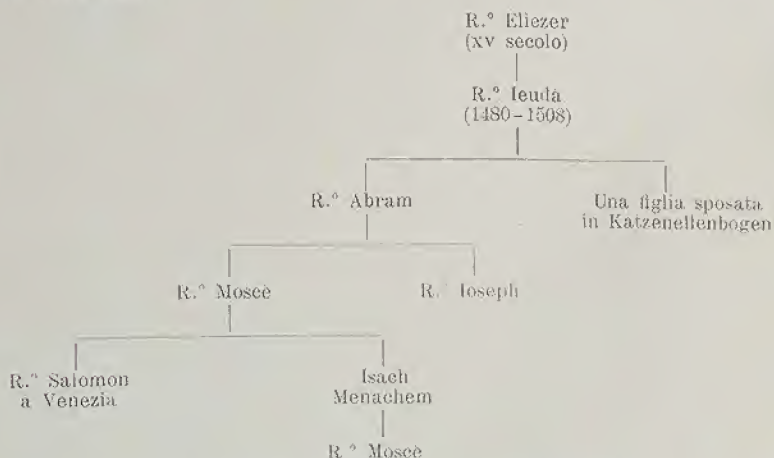 R.º Eliezer
(XV secolo)
R.º Ieudà
(1480-1508)
R.º Abram
Una figlia sposata
in Katzenellenbogen
R.º Moscè
R.º Ioseph
R.º Salomon
a Venezia
Isach
Menachem
R.º Moscè